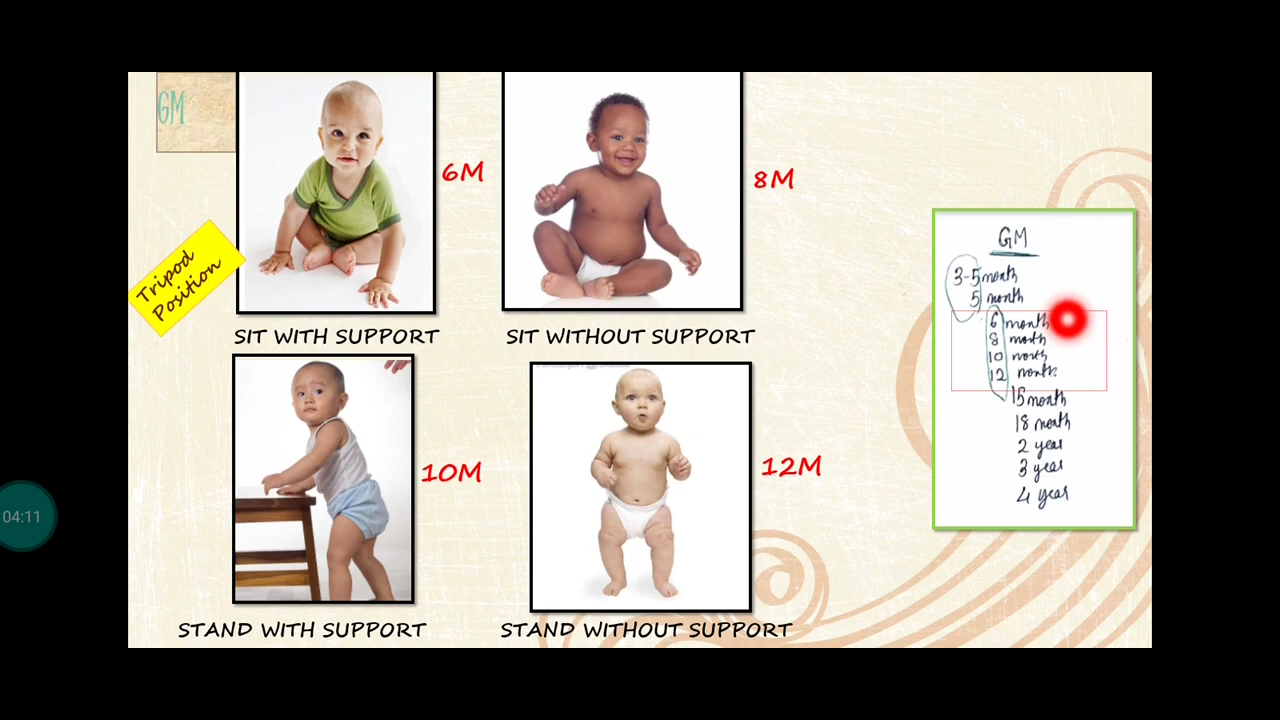 GM
6M
8M
Tripod
Position
SIT WITH SUPPORT
SIT WITHOUT SUPPORT
10M
12M
STAND WITH SUPPORT
STAND WITHOUT SUPPORT
GM
3-5 month
5 month
6 month
8 month
10 month
12 month
15 month
18 month
2 year
3 year
4 year
04:11